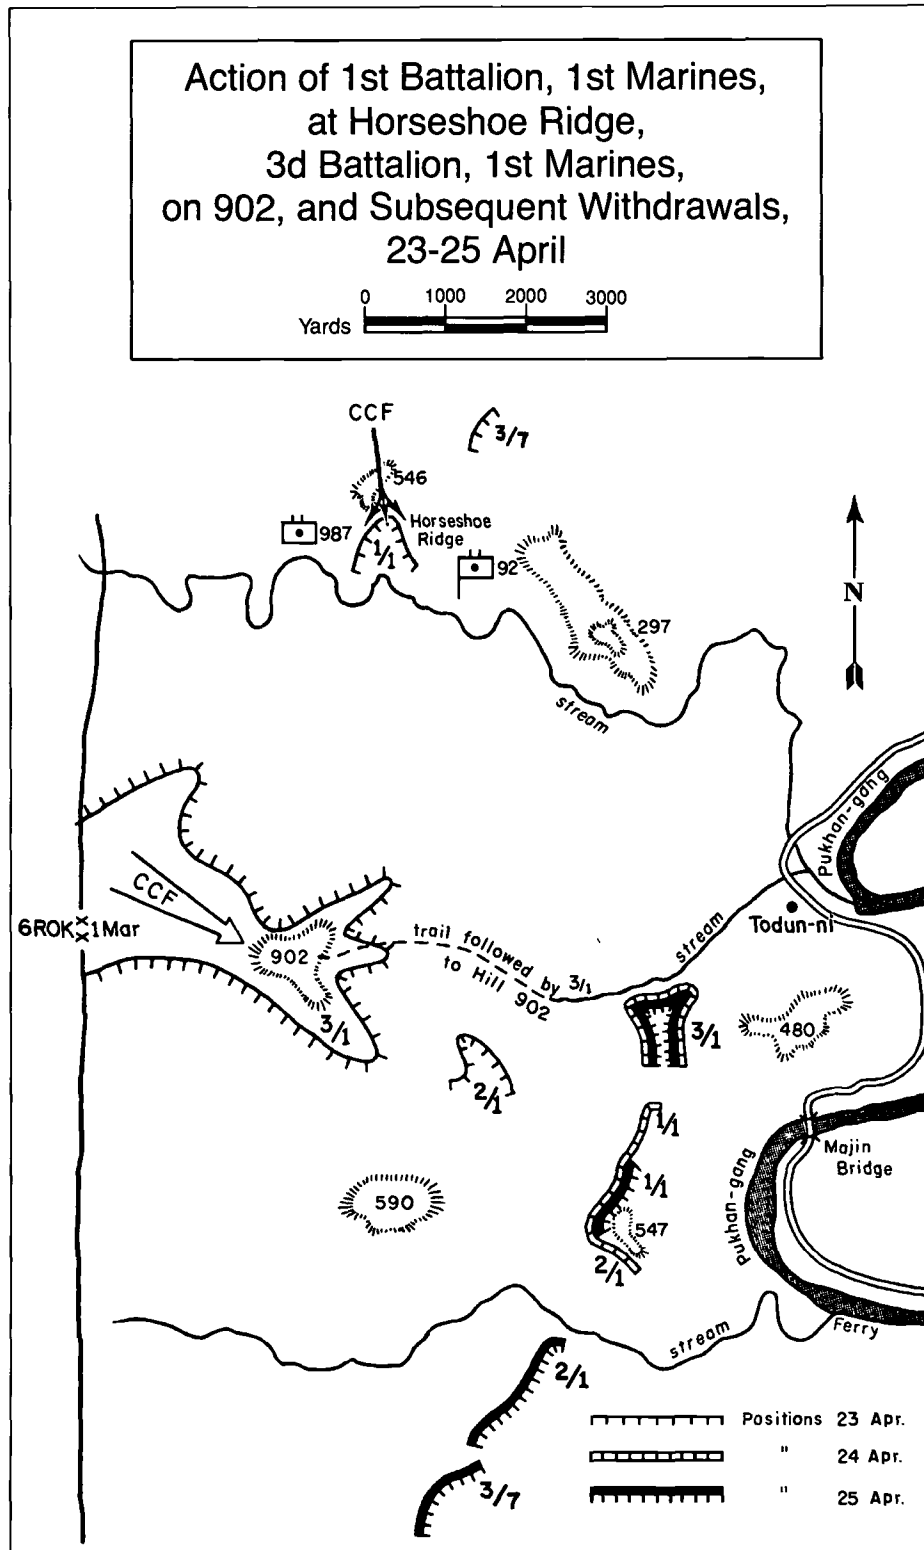 Action of 1st Battalion, 1st Marines,
at Horseshoe Ridge,
3d Battalion, 1st Marines,
on 902, and Subsequent Withdrawals,
23-25 April
0 1000 2000 3000
Yards
CCF
3/7
546
987
Horseshoe
Ridge
1/1
92
N
297
stream
Pukhan-gang
CCF
6ROK 1Mar
902
trail followed by 3/1
to Hill 902
stream
Todun-ni
3/1
3/1
480
2/1
1/1
Majin
Bridge
1/1
590
547
Pukhan-gang
2/1
stream
Ferry
2/1
Positions 23 Apr.
" 24 Apr.
" 25 Apr.
3/7